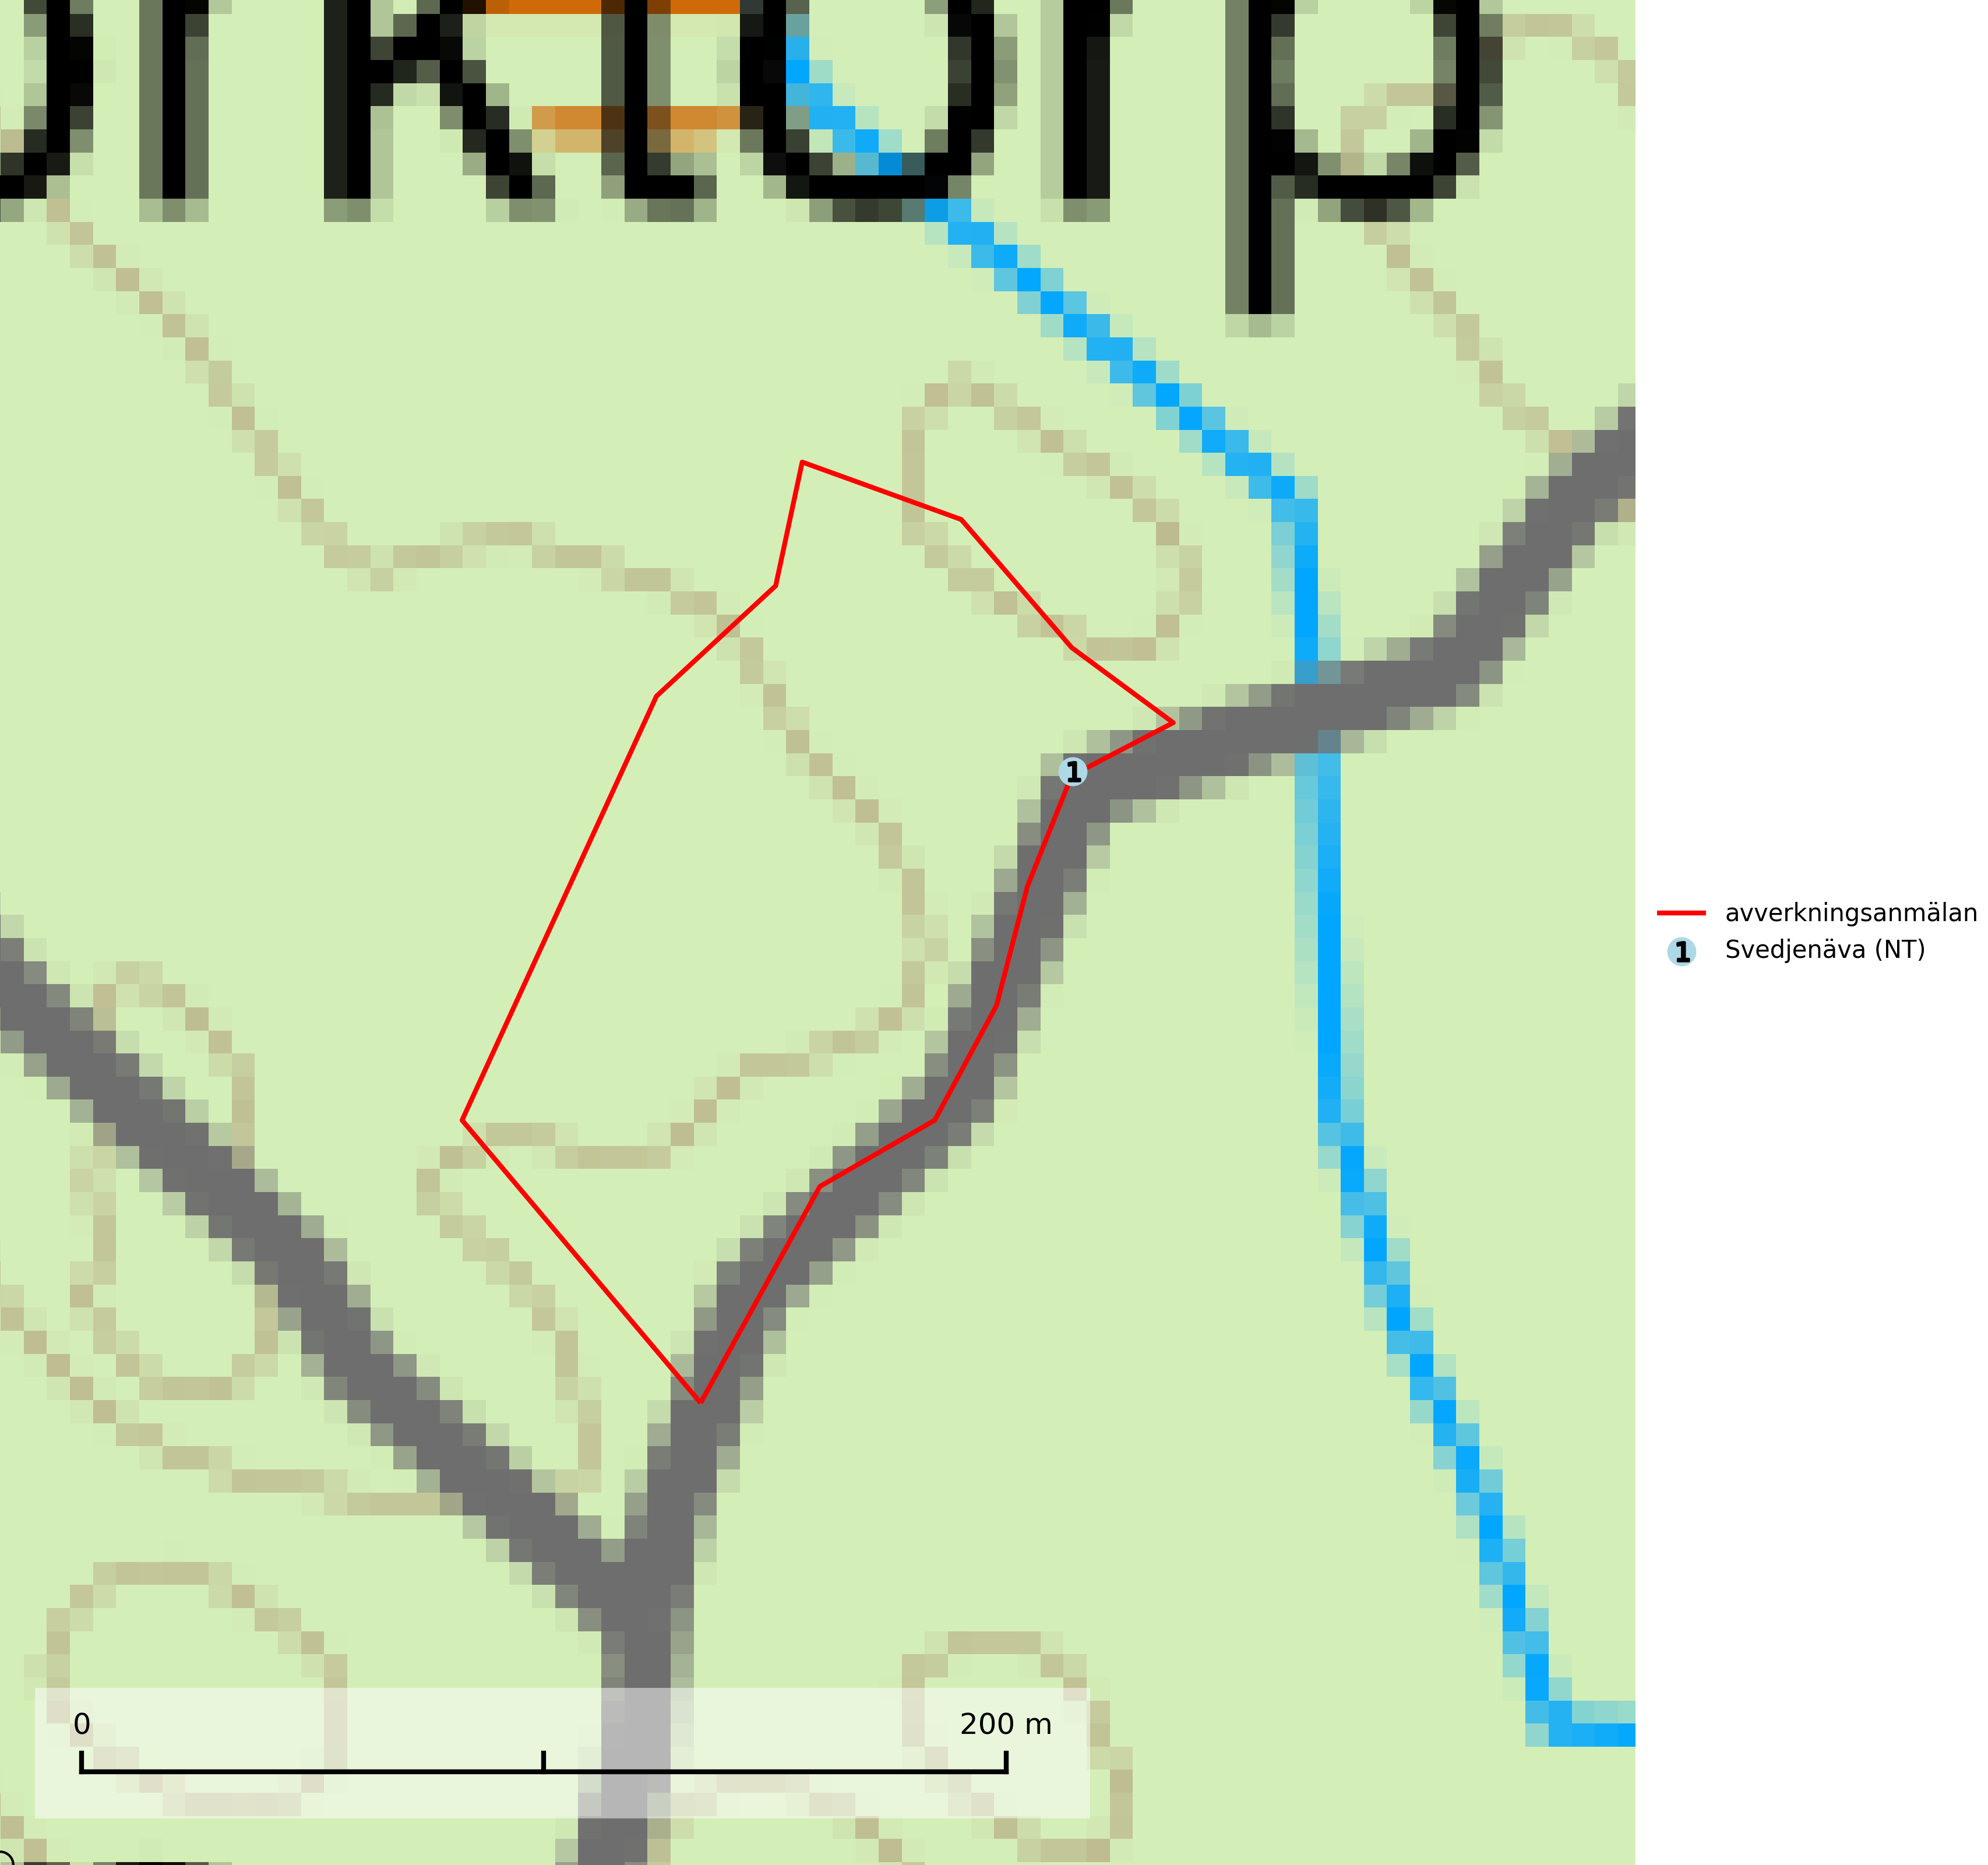 1
avverkningsanmälan
1 Svedjenäva (NT)
0 200 m